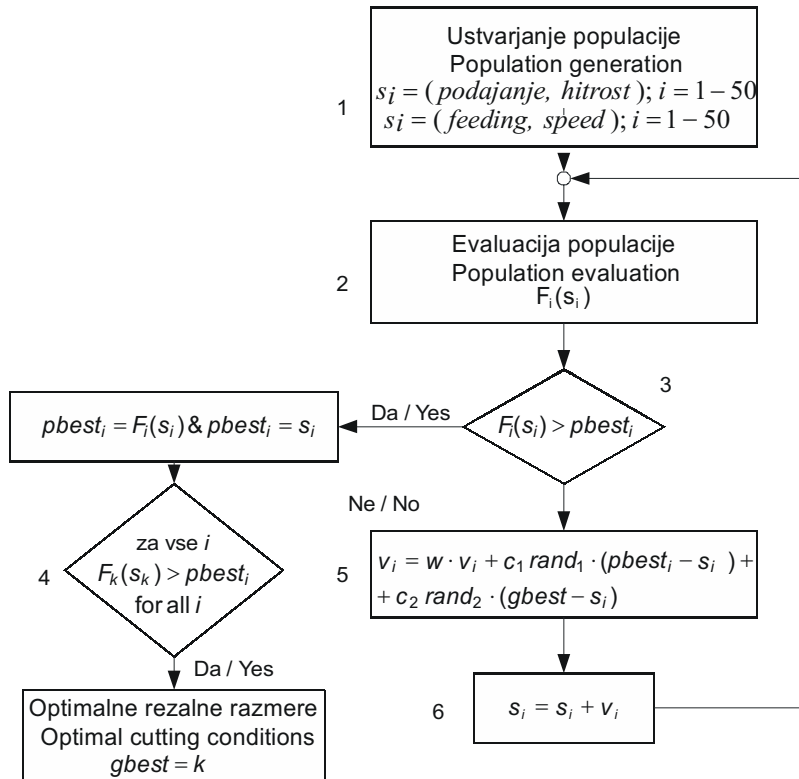 Ustvarjanje populacije
Population generation
s_i = ( podajanje, hitrost ); i = 1 – 50
s_i = ( feeding, speed ); i = 1 – 50
1
Evaluacija populacije
Population evaluation
F_i(s_i)
2
3
F_i(s_i) > pbest_i
Da / Yes
pbest_i = F_i(s_i) & pbest_i = s_i
Ne / No
za vse i
F_k(s_k) > pbest_i
for all i
4
5
v_i = w · v_i + c_1 rand_1 · (pbest_i – s_i ) +
+ c_2 rand_2 · (gbest – s_i)
Da / Yes
Optimalne rezalne razmere
Optimal cutting conditions
gbest = k
6
s_i = s_i + v_i